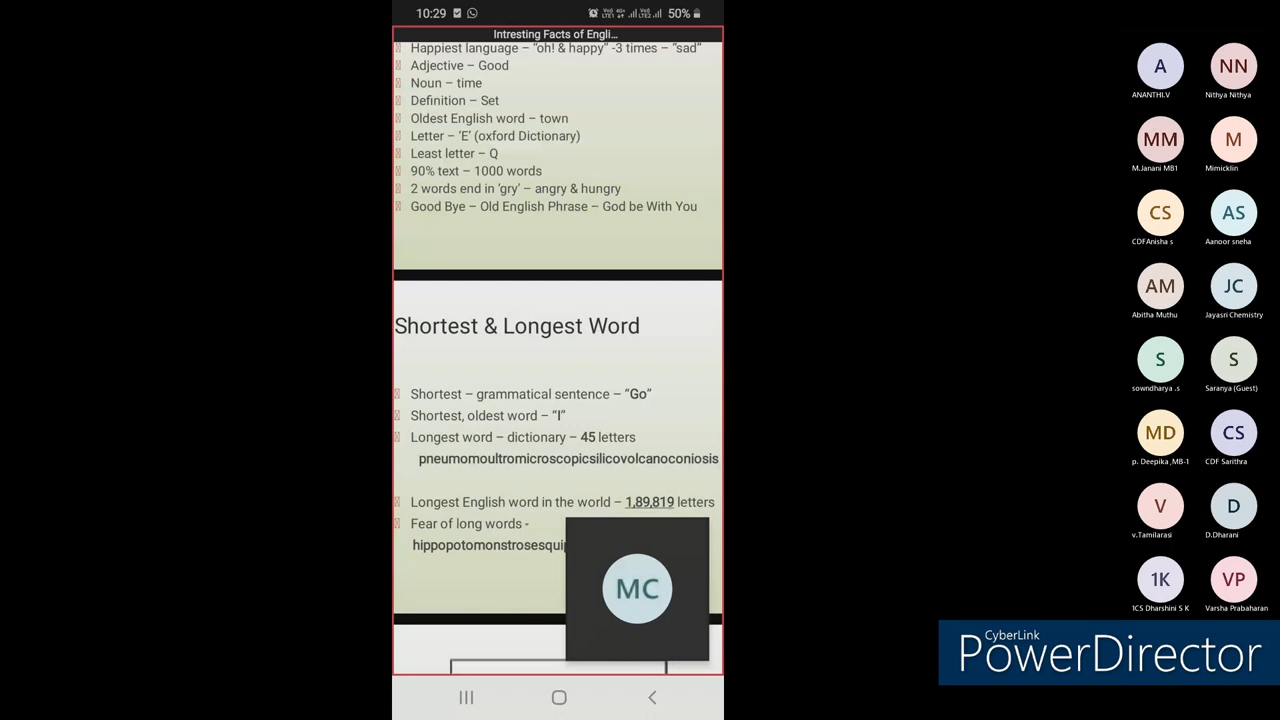 10:29
50%
Intresting Facts of Engli...
Happiest language – “oh! & happy” -3 times – “sad”
Adjective – Good
Noun – time
Definition – Set
Oldest English word – town
Letter – ‘E’ (oxford Dictionary)
Least letter – Q
90% text – 1000 words
2 words end in ‘gry’ – angry & hungry
Good Bye – Old English Phrase – God be With You
Shortest & Longest Word
Shortest – grammatical sentence – “Go”
Shortest, oldest word – “I”
Longest word – dictionary – 45 letters
pneumomoultromicroscopicsilicovolcanoconiosis
Longest English word in the world – 1,89,819 letters
Fear of long words -
hippopotomonstrosesquip
MC
A NN
ANANTHI.V Nithya Nithya
MM M
M.Janani MB1 Mimicklin
CS AS
CDFAnisha s Aanoor sneha
AM JC
Abitha Muthu Jayasri Chemistry
S S
sowndharya .s Saranya (Guest)
MD CS
p. Deepika ,MB-1 CDF Sarithra
V D
v.Tamilarasi D.Dharani
1K VP
1CS Dharshini S K Varsha Prabaharan
CyberLink
PowerDirector